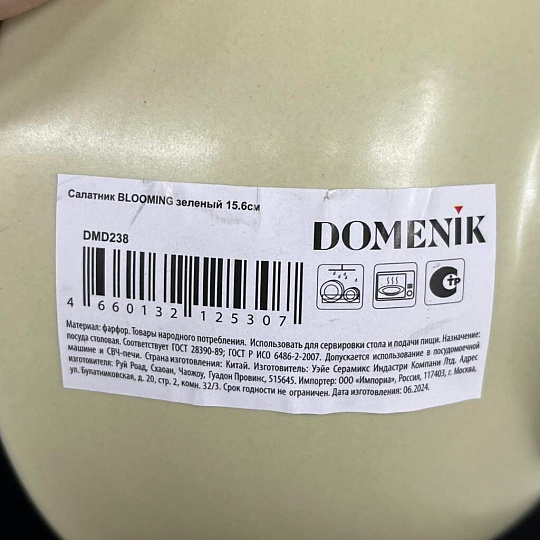 Салатник BLOOMING зеленый 15.6см
DOMENIK
DMD238
4 660132 125307
СТР
Материал: фарфор. Товары народного потребления. Использовать для сервировки стола и подачи пищи. Назначение:
посуда столовая. Соответствует ГОСТ 28390-89; ГОСТ Р ИСО 6486-2-2007. Допускается использование в посудомоечной
машине и СВЧ-печи. Страна изготовления: Китай. Изготовитель: Уэйе Серамикс Индастри Компани Лтд. Адрес
изготовителя: Руй Роад, Схаоан, Чаожоу, Гуадон Провинс, 515645. Импортер: ООО «Империа», Россия, 117403, г. Москва,
ул. Булатниковская, д. 20, стр. 2, комн. 32/3. Срок годности не ограничен. Дата изготовления: 06.2024.